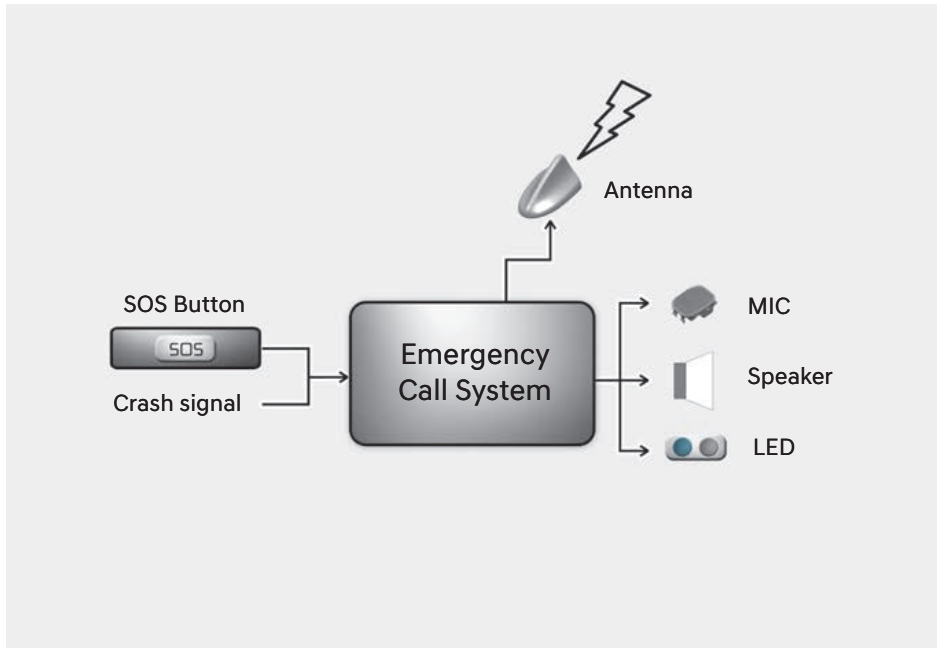 Antenna
SOS Button
SOS
Crash signal
Emergency
Call System
MIC
Speaker
LED